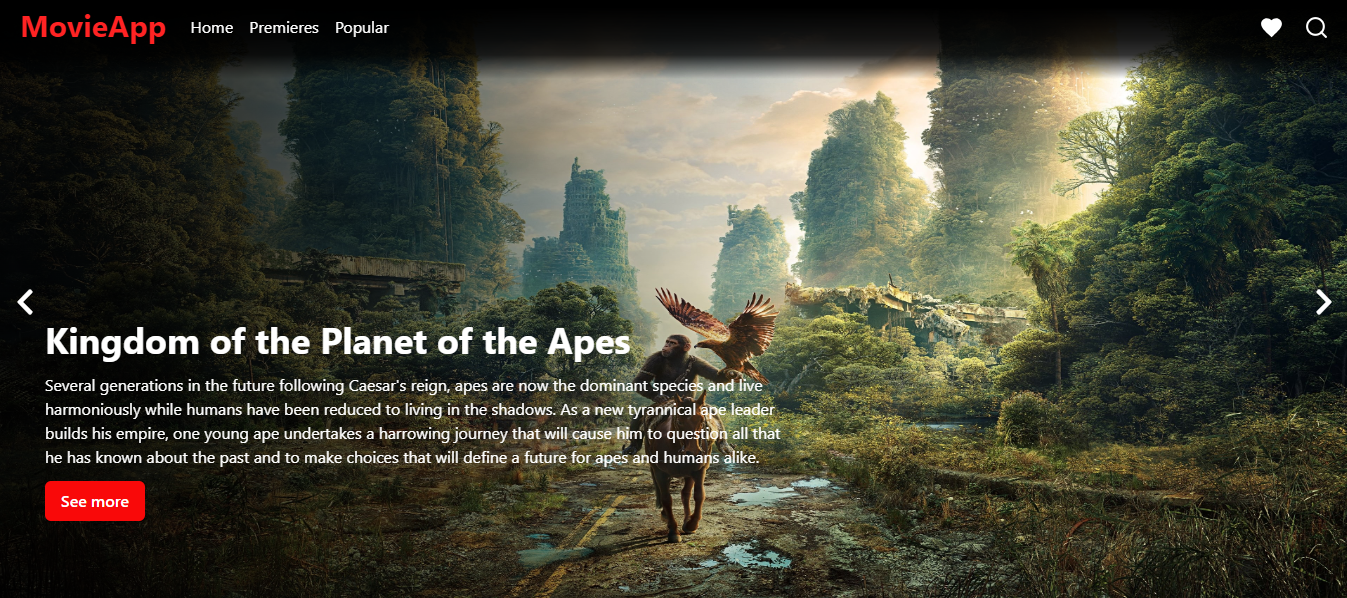 MovieApp Home Premieres Popular
Kingdom of the Planet of the Apes
Several generations in the future following Caesar's reign, apes are now the dominant species and live
harmoniously while humans have been reduced to living in the shadows. As a new tyrannical ape leader
builds his empire, one young ape undertakes a harrowing journey that will cause him to question all that
he has known about the past and to make choices that will define a future for apes and humans alike.
See more